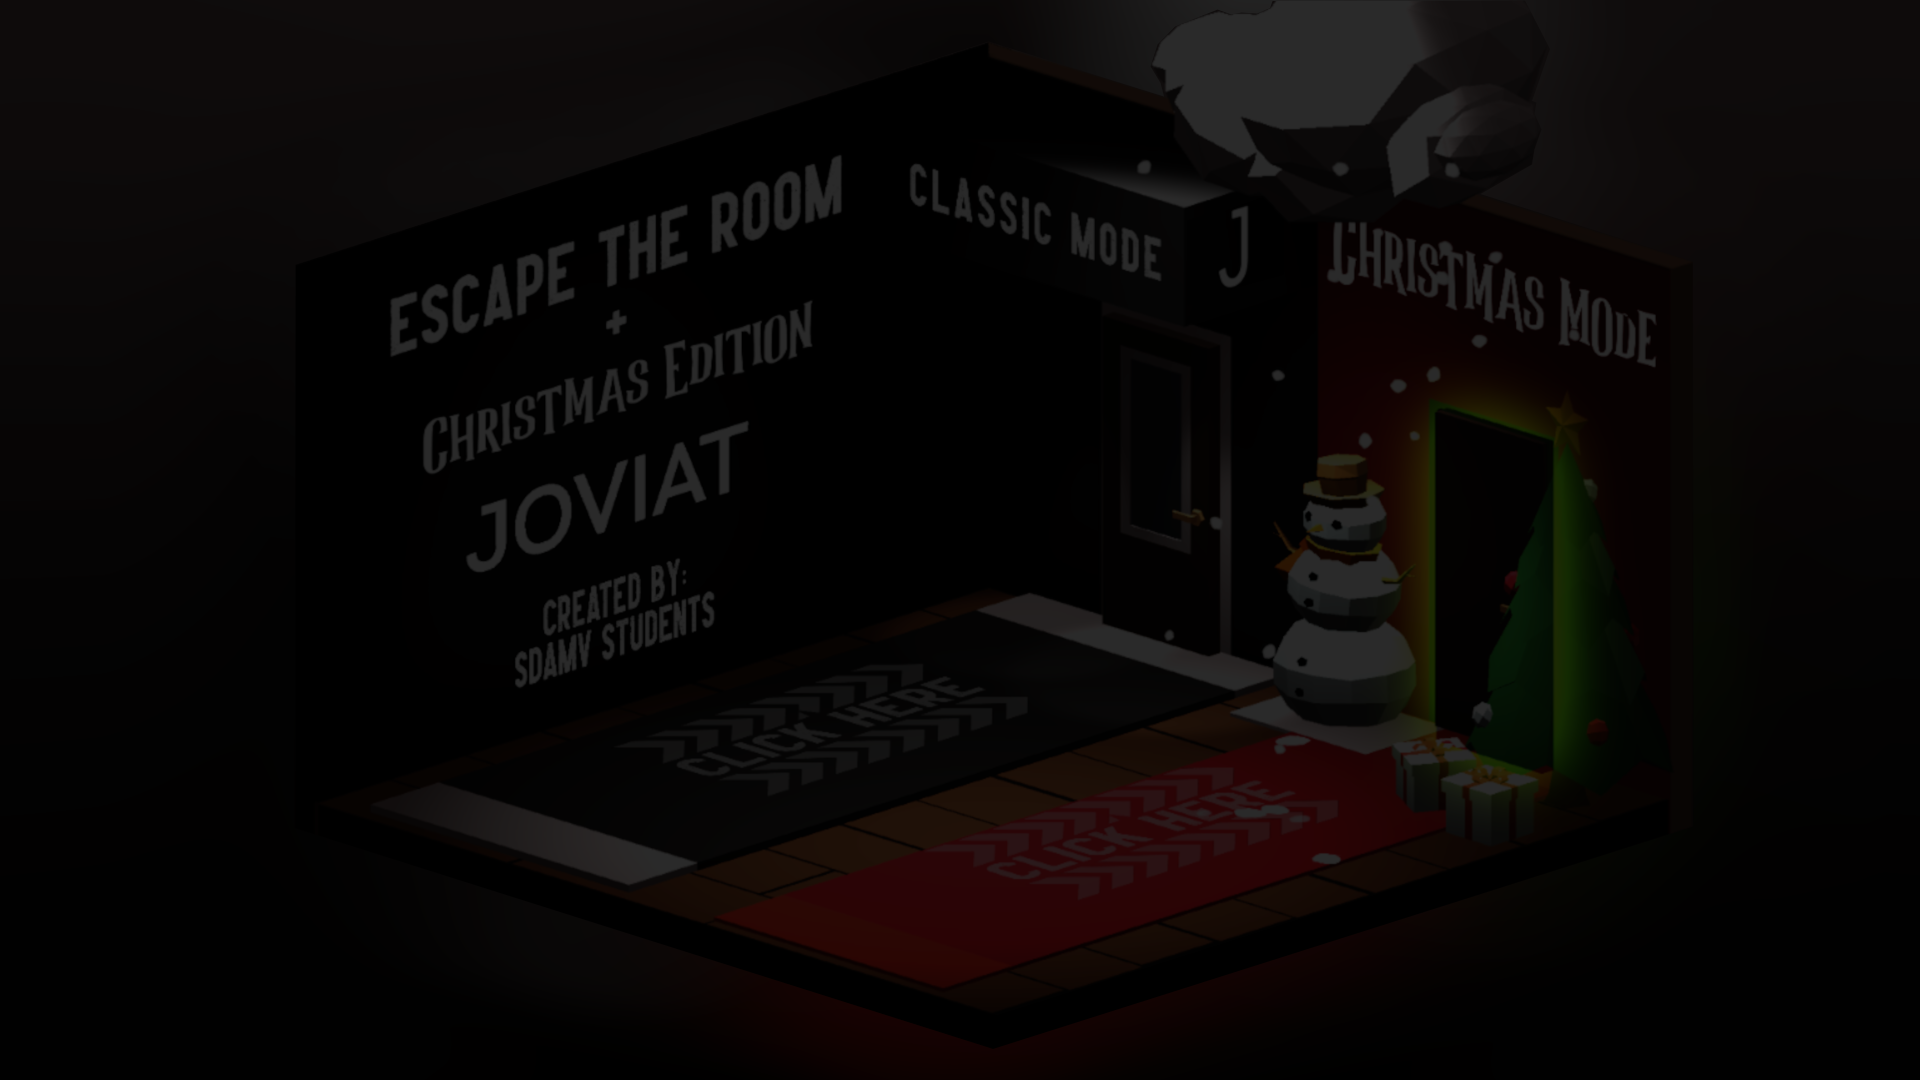 ESCAPE THE ROOM
+
CHRISTMAS EDITION
JOVIAT
CREATED BY:
SDAMV STUDENTS
CLASSIC MODE
J
CHRISTMAS MODE
CLICK HERE
CLICK HERE